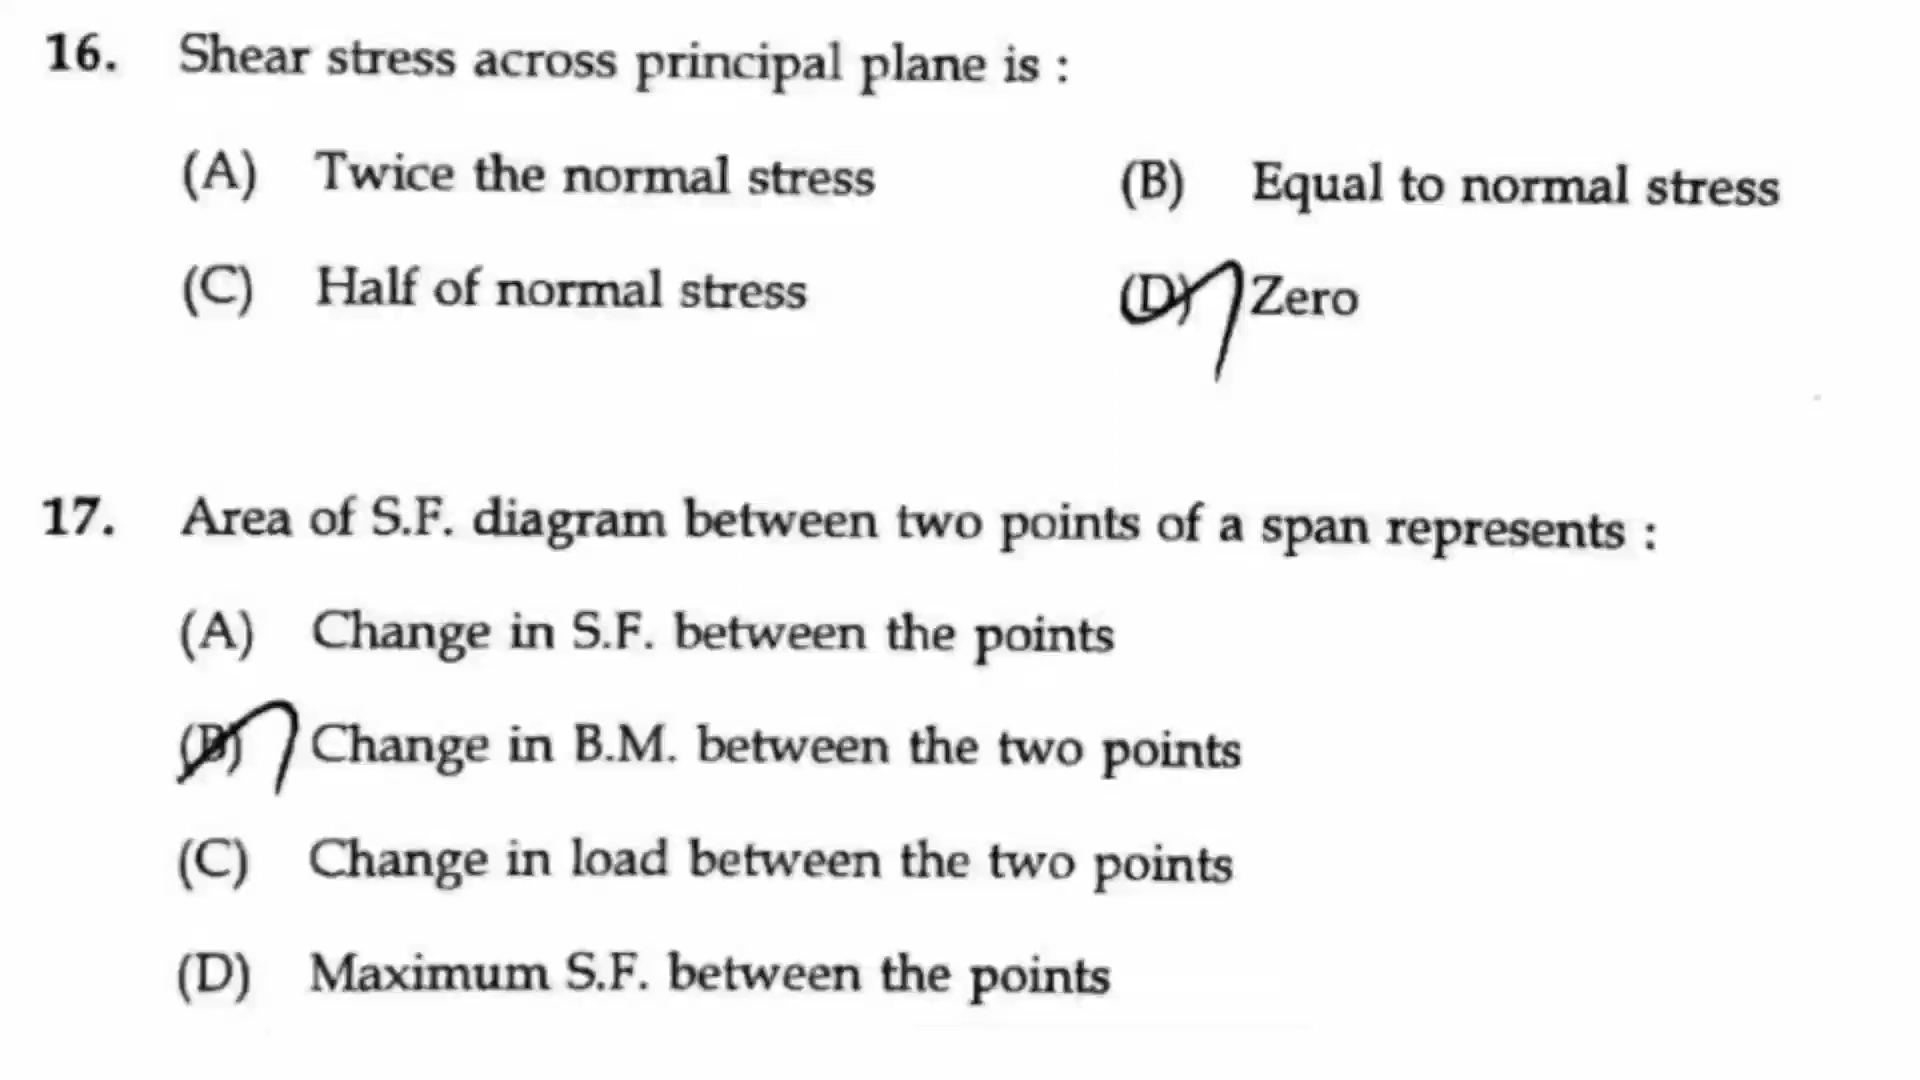 16. Shear stress across principal plane is :
(A) Twice the normal stress (B) Equal to normal stress
(C) Half of normal stress (D) Zero
17. Area of S.F. diagram between two points of a span represents :
(A) Change in S.F. between the points
(B) Change in B.M. between the two points
(C) Change in load between the two points
(D) Maximum S.F. between the points